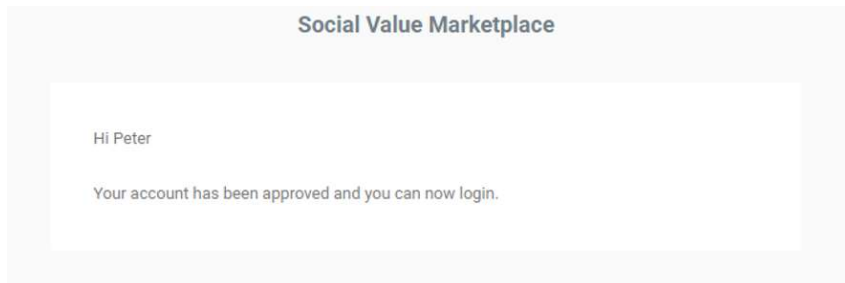 Social Value Marketplace
Hi Peter
Your account has been approved and you can now login.